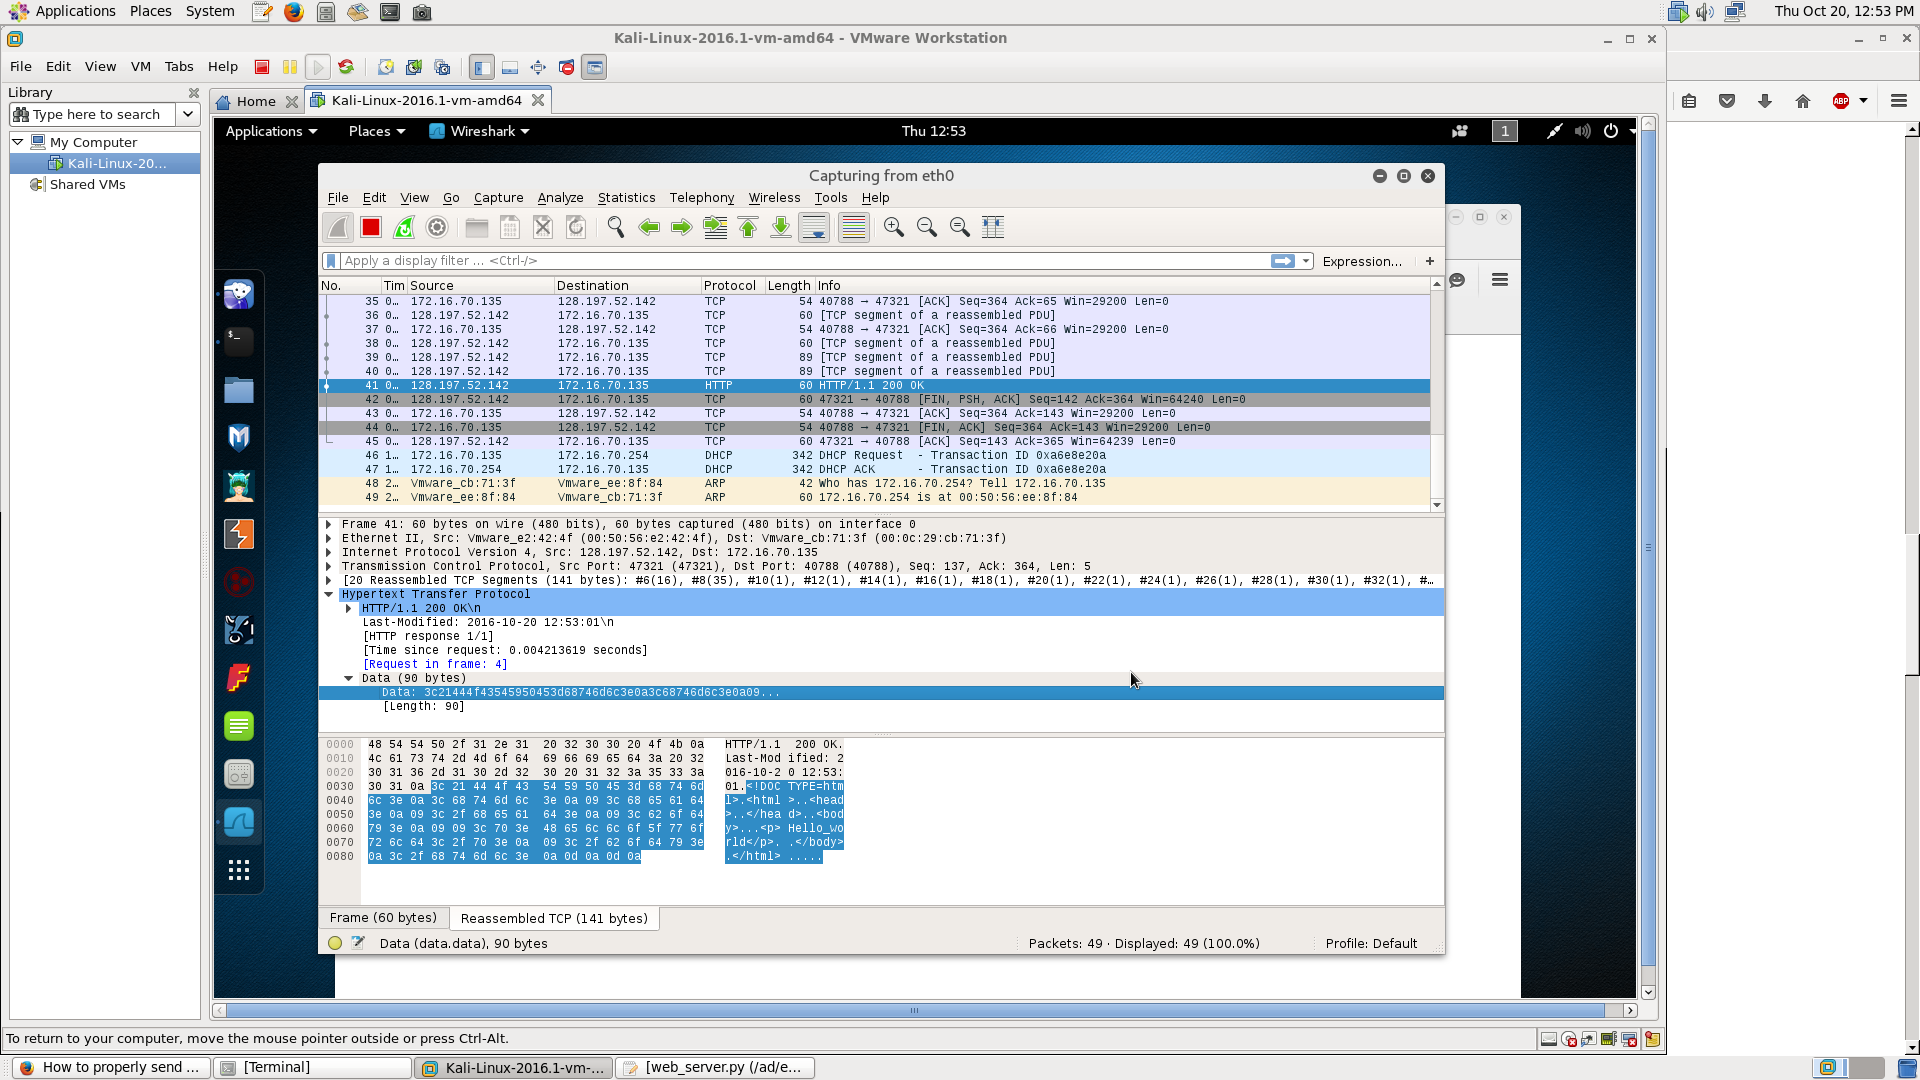 Applications Places System Thu Oct 20, 12:53 PM
Kali-Linux-2016.1-vm-amd64 - VMware Workstation
File Edit View VM Tabs Help
Library
Home Kali-Linux-2016.1-vm-amd64
Type here to search
My Computer
Kali-Linux-20...
Shared VMs
ABP
Applications Places Wireshark Thu 12:53 1
Capturing from eth0
File Edit View Go Capture Analyze Statistics Telephony Wireless Tools Help
Apply a display filter ... <Ctrl-/> Expression... +
No. Tim Source Destination Protocol Length Info
35 0… 172.16.70.135 128.197.52.142 TCP 54 40788 → 47321 [ACK] Seq=364 Ack=65 Win=29200 Len=0
36 0… 128.197.52.142 172.16.70.135 TCP 60 [TCP segment of a reassembled PDU]
37 0… 172.16.70.135 128.197.52.142 TCP 54 40788 → 47321 [ACK] Seq=364 Ack=66 Win=29200 Len=0
38 0… 128.197.52.142 172.16.70.135 TCP 60 [TCP segment of a reassembled PDU]
39 0… 128.197.52.142 172.16.70.135 TCP 89 [TCP segment of a reassembled PDU]
40 0… 128.197.52.142 172.16.70.135 TCP 89 [TCP segment of a reassembled PDU]
41 0… 128.197.52.142 172.16.70.135 HTTP 60 HTTP/1.1 200 OK
42 0… 128.197.52.142 172.16.70.135 TCP 60 47321 → 40788 [FIN, PSH, ACK] Seq=142 Ack=364 Win=64240 Len=0
43 0… 172.16.70.135 128.197.52.142 TCP 54 40788 → 47321 [ACK] Seq=364 Ack=143 Win=29200 Len=0
44 0… 172.16.70.135 128.197.52.142 TCP 54 40788 → 47321 [FIN, ACK] Seq=364 Ack=143 Win=29200 Len=0
45 0… 128.197.52.142 172.16.70.135 TCP 60 47321 → 40788 [ACK] Seq=143 Ack=365 Win=64239 Len=0
46 1… 172.16.70.135 172.16.70.254 DHCP 342 DHCP Request - Transaction ID 0xa6e8e20a
47 1… 172.16.70.254 172.16.70.135 DHCP 342 DHCP ACK - Transaction ID 0xa6e8e20a
48 2… Vmware_cb:71:3f Vmware_ee:8f:84 ARP 42 Who has 172.16.70.254? Tell 172.16.70.135
49 2… Vmware_ee:8f:84 Vmware_cb:71:3f ARP 60 172.16.70.254 is at 00:50:56:ee:8f:84
Frame 41: 60 bytes on wire (480 bits), 60 bytes captured (480 bits) on interface 0
Ethernet II, Src: Vmware_e2:42:4f (00:50:56:e2:42:4f), Dst: Vmware_cb:71:3f (00:0c:29:cb:71:3f)
Internet Protocol Version 4, Src: 128.197.52.142, Dst: 172.16.70.135
Transmission Control Protocol, Src Port: 47321 (47321), Dst Port: 40788 (40788), Seq: 137, Ack: 364, Len: 5
[20 Reassembled TCP Segments (141 bytes): #6(16), #8(35), #10(1), #12(1), #14(1), #16(1), #18(1), #20(1), #22(1), #24(1), #26(1), #28(1), #30(1), #32(1), #…
Hypertext Transfer Protocol
HTTP/1.1 200 OK\n
Last-Modified: 2016-10-20 12:53:01\n
[HTTP response 1/1]
[Time since request: 0.004213619 seconds]
[Request in frame: 4]
Data (90 bytes)
Data: 3c21444f43545950453d68746d6c3e0a3c68746d6c3e0a09...
[Length: 90]
0000 48 54 54 50 2f 31 2e 31 20 32 30 30 20 4f 4b 0a HTTP/1.1 200 OK.
0010 4c 61 73 74 2d 4d 6f 64 69 66 69 65 64 3a 20 32 Last-Mod ified: 2
0020 30 31 36 2d 31 30 2d 32 30 20 31 32 3a 35 33 3a 016-10-2 0 12:53:
0030 30 31 0a 3c 21 44 4f 43 54 59 50 45 3d 68 74 6d 01.<!DOC TYPE=htm
0040 6c 3e 0a 3c 68 74 6d 6c 3e 0a 09 3c 68 65 61 64 l>.<html >..<head
0050 3e 0a 09 3c 2f 68 65 61 64 3e 0a 09 3c 62 6f 64 >..</hea d>..<bod
0060 79 3e 0a 09 09 3c 70 3e 48 65 6c 6c 6f 5f 77 6f y>...<p> Hello_wo
0070 72 6c 64 3c 2f 70 3e 0a 09 3c 2f 62 6f 64 79 3e rld</p>. .</body>
0080 0a 3c 2f 68 74 6d 6c 3e 0a 0d 0a 0d 0a .</html> .....
Frame (60 bytes) Reassembled TCP (141 bytes)
Data (data.data), 90 bytes Packets: 49 · Displayed: 49 (100.0%) Profile: Default
To return to your computer, move the mouse pointer outside or press Ctrl-Alt.
How to properly send ... [Terminal] Kali-Linux-2016.1-vm-... [web_server.py (/ad/e...